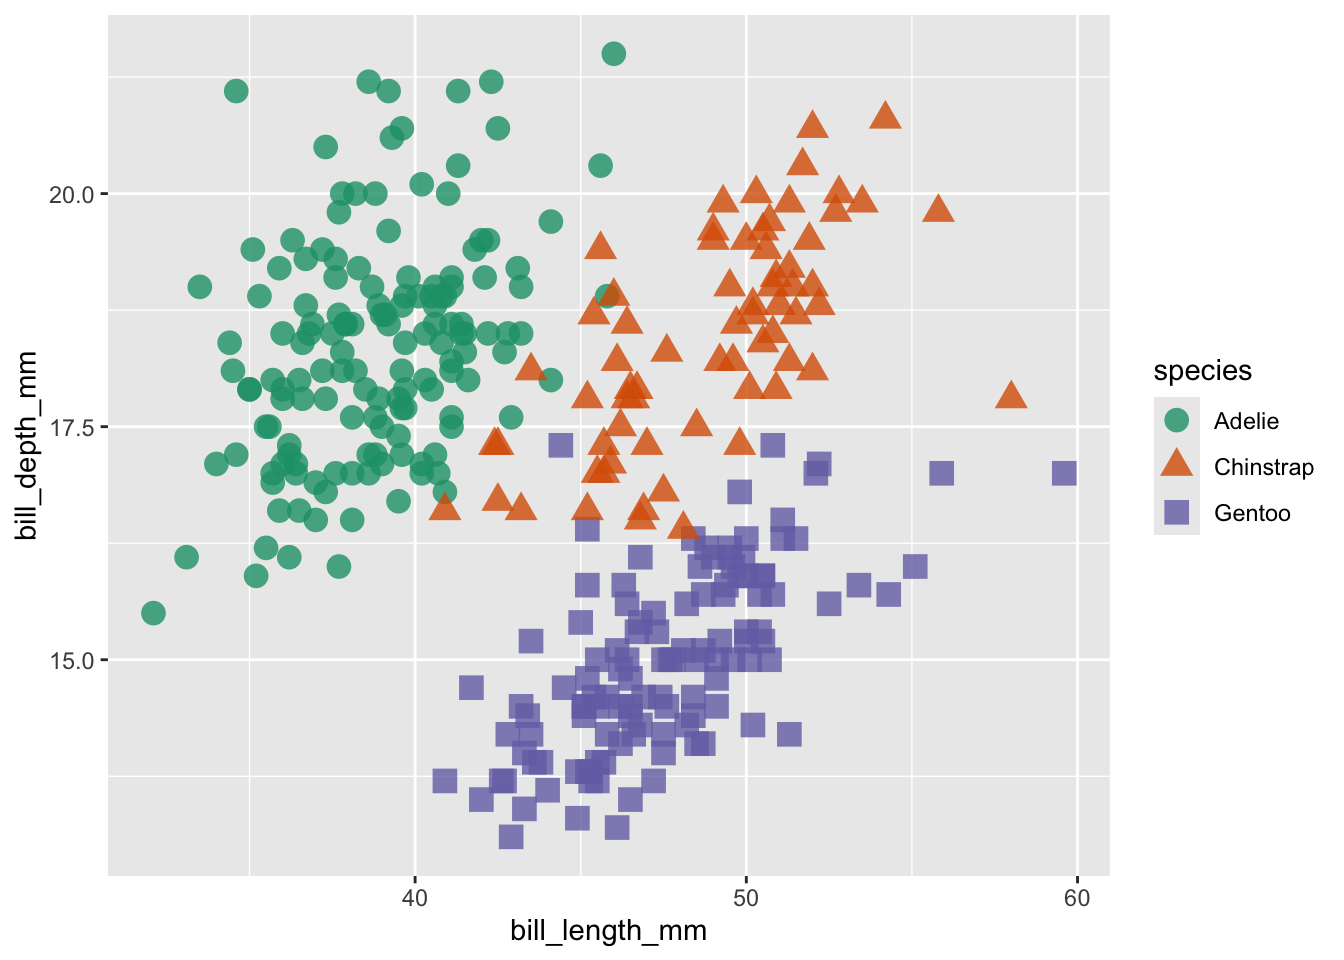 bill_depth_mm
20.0
17.5
15.0
40
50
60
bill_length_mm
species
Adelie
Chinstrap
Gentoo